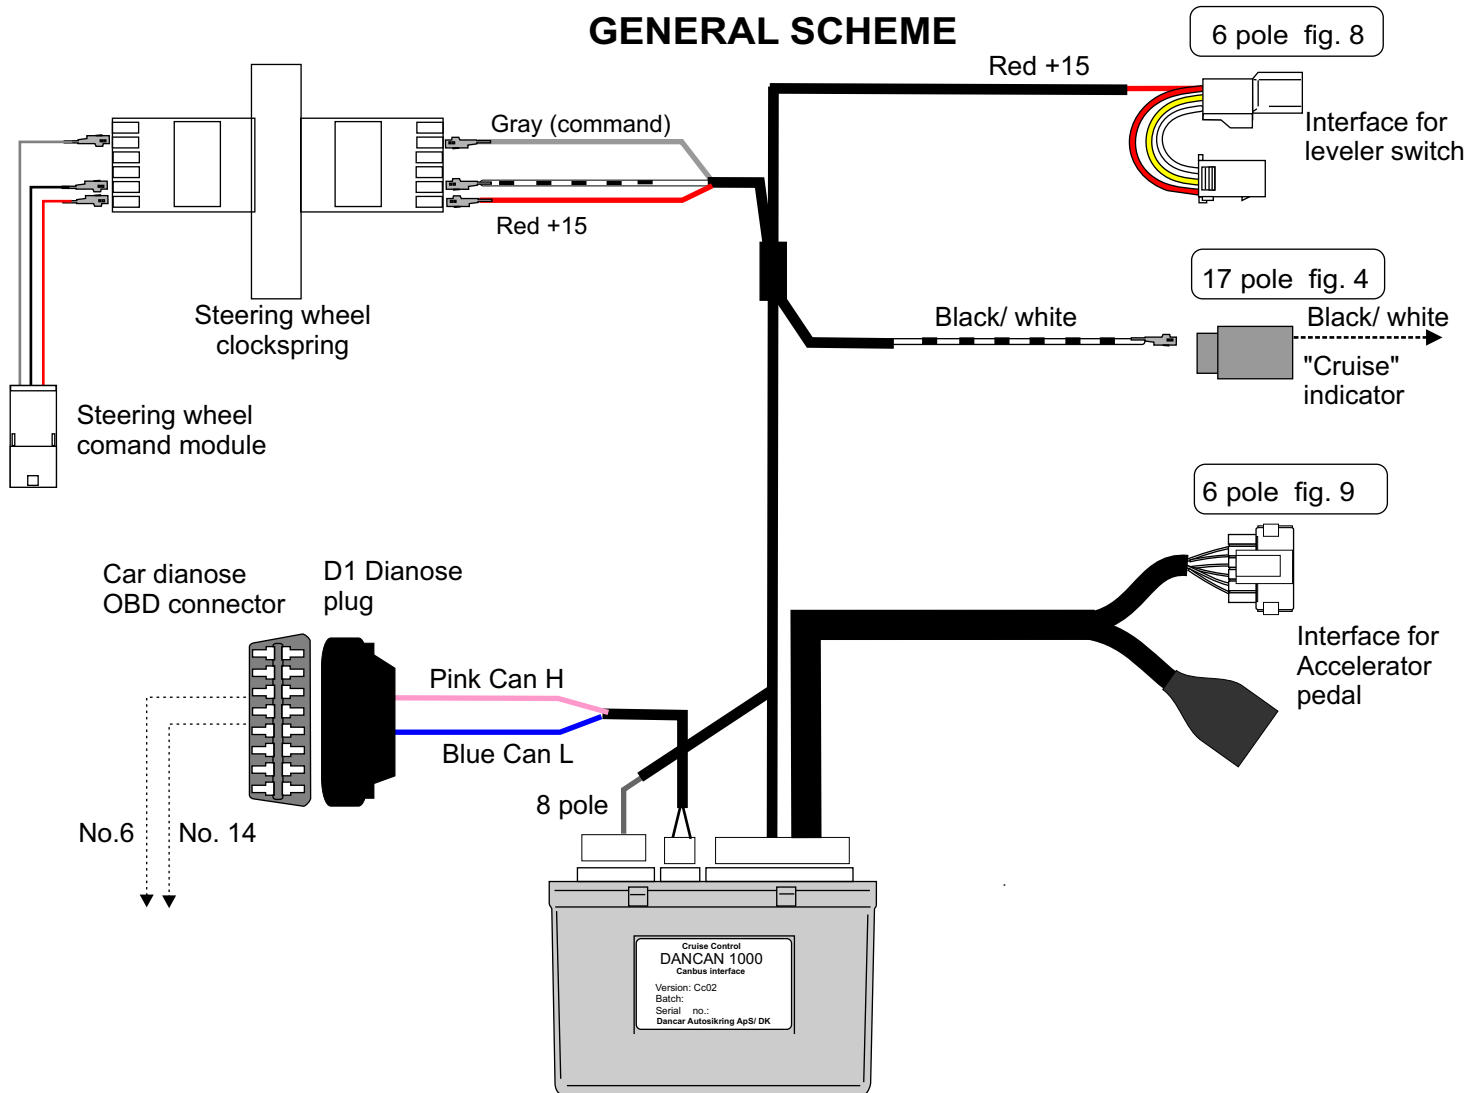 GENERAL SCHEME
6 pole fig. 8
Red +15
Interface for
leveler switch
Gray (command)
Red +15
Steering wheel
clockspring
17 pole fig. 4
Black/ white
Black/ white
"Cruise"
indicator
Steering wheel
comand module
6 pole fig. 9
Car dianose
OBD connector
D1 Dianose
plug
Interface for
Accelerator
pedal
Pink Can H
Blue Can L
8 pole
No.6
No. 14
Cruise Control
DANCAN 1000
Canbus interface
Version: Cc02
Batch:
Serial no.:
Dancar Autosikring ApS/ DK